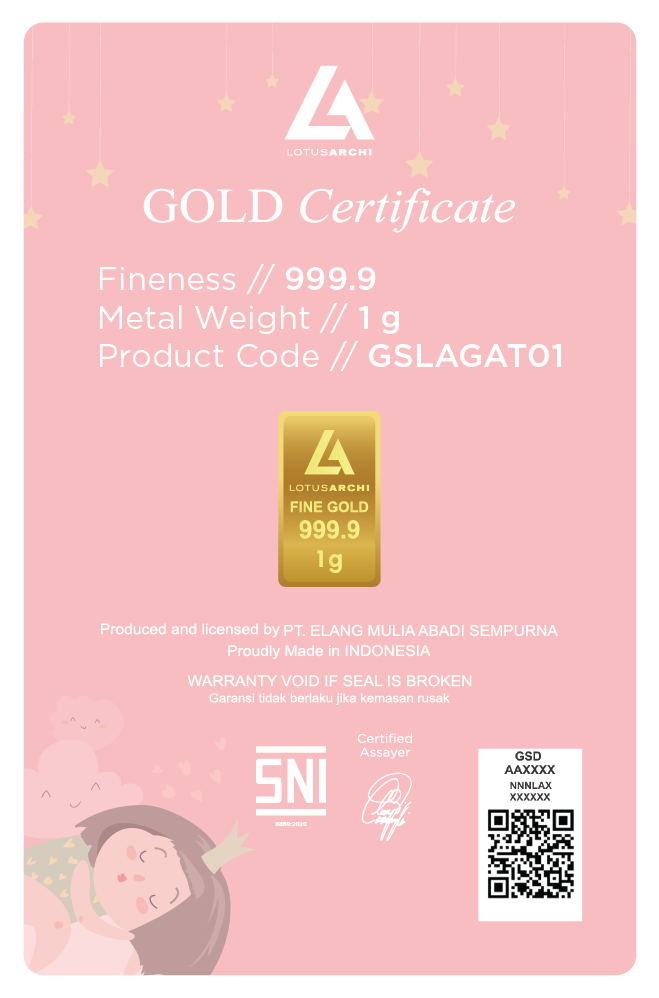 LOTUSARCHI
GOLD Certificate
Fineness // 999.9
Metal Weight // 1 g
Product Code // GSLAGAT01
LOTUSARCHI
FINE GOLD
999.9
1g
Produced and licensed by PT. ELANG MULIA ABADI SEMPURNA
Proudly Made in INDONESIA
WARRANTY VOID IF SEAL IS BROKEN
Garansi tidak berlaku jika kemasan rusak
Certified
Assayer
SNI
8880:2020
GSD
AAXXXX
NNNLAX
XXXXXX